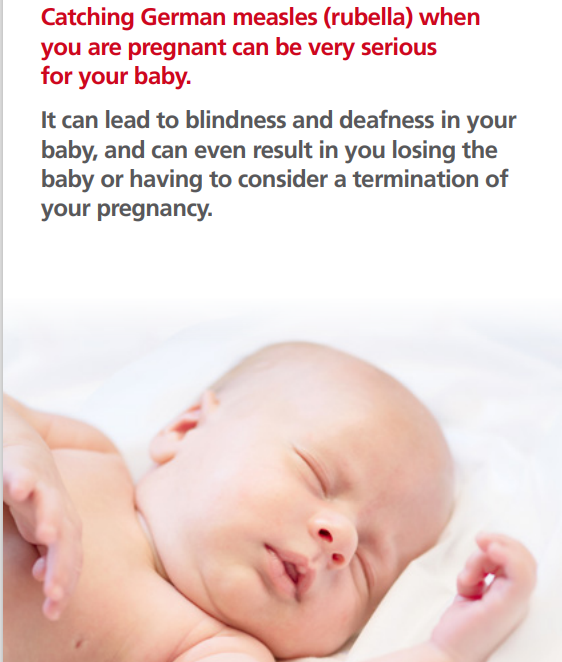 Catching German measles (rubella) when
you are pregnant can be very serious
for your baby.
It can lead to blindness and deafness in your
baby, and can even result in you losing the
baby or having to consider a termination of
your pregnancy.